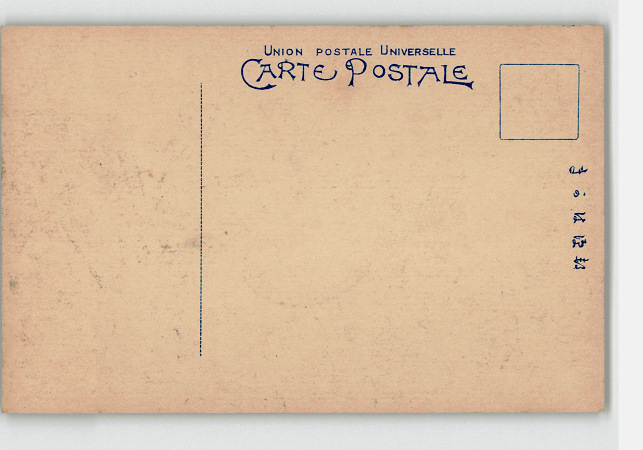 UNION POSTALE UNIVERSELLE
CARTE POSTALE
郵便はかき